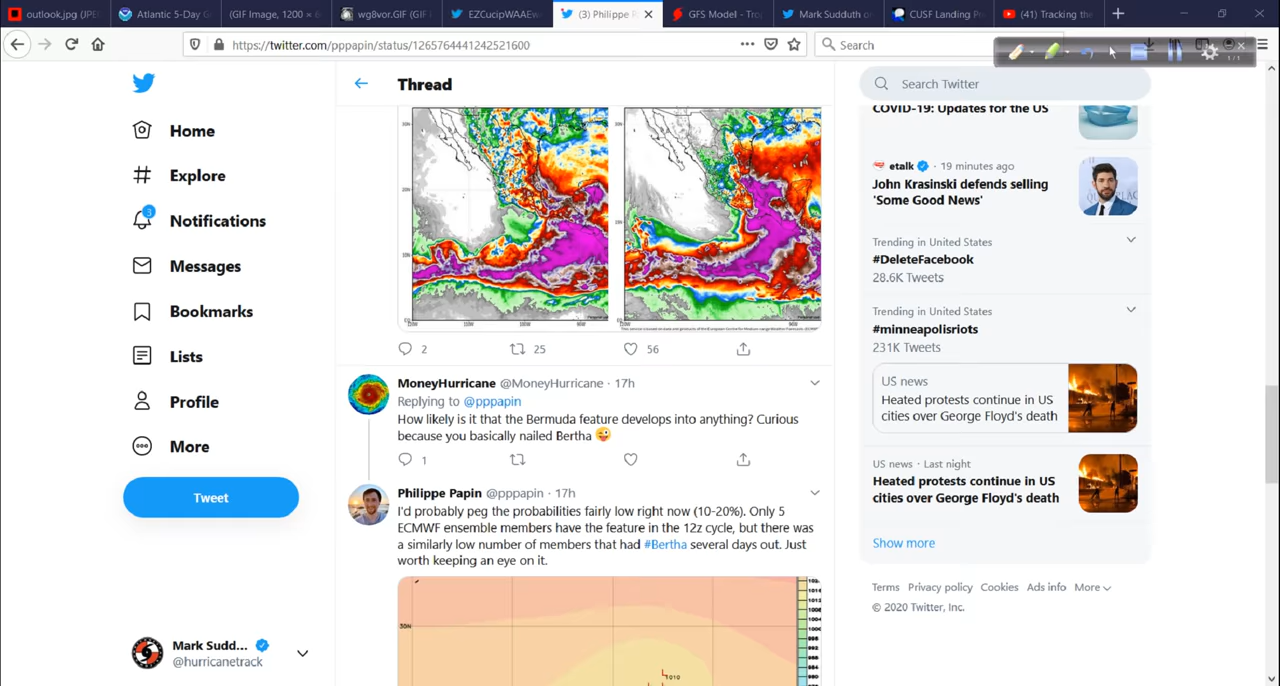 outlook.jpg (JPE
Atlantic 5-Day G
(GIF Image, 1200 × 6
wg8vor.GIF (GIF
EZCucipWAAEw
(3) Philippe P
GFS Model - Tro
Mark Sudduth o
CUSF Landing P
(41) Tracking the
https://twitter.com/pppapin/status/1265764441242521600
Search
1/1
Thread
Search Twitter
Home
Explore
3
Notifications
Messages
Bookmarks
Lists
Profile
More
Tweet
Mark Sudd...
@hurricanetrack
2
25
56
MoneyHurricane @MoneyHurricane · 17h
Replying to @pppapin
How likely is it that the Bermuda feature develops into anything? Curious
because you basically nailed Bertha 😜
1
Philippe Papin @pppapin · 17h
I'd probably peg the probabilities fairly low right now (10-20%). Only 5
ECMWF ensemble members have the feature in the 12z cycle, but there was
a similarly low number of members that had #Bertha several days out. Just
worth keeping an eye on it.
30N
1010
COVID-19: Updates for the US
etalk · 19 minutes ago
John Krasinski defends selling
'Some Good News'
Trending in United States
#DeleteFacebook
28.6K Tweets
Trending in United States
#minneapolisriots
231K Tweets
US news
Heated protests continue in US
cities over George Floyd's death
US news · Last night
Heated protests continue in US
cities over George Floyd's death
Show more
Terms Privacy policy Cookies Ads info More
© 2020 Twitter, Inc.